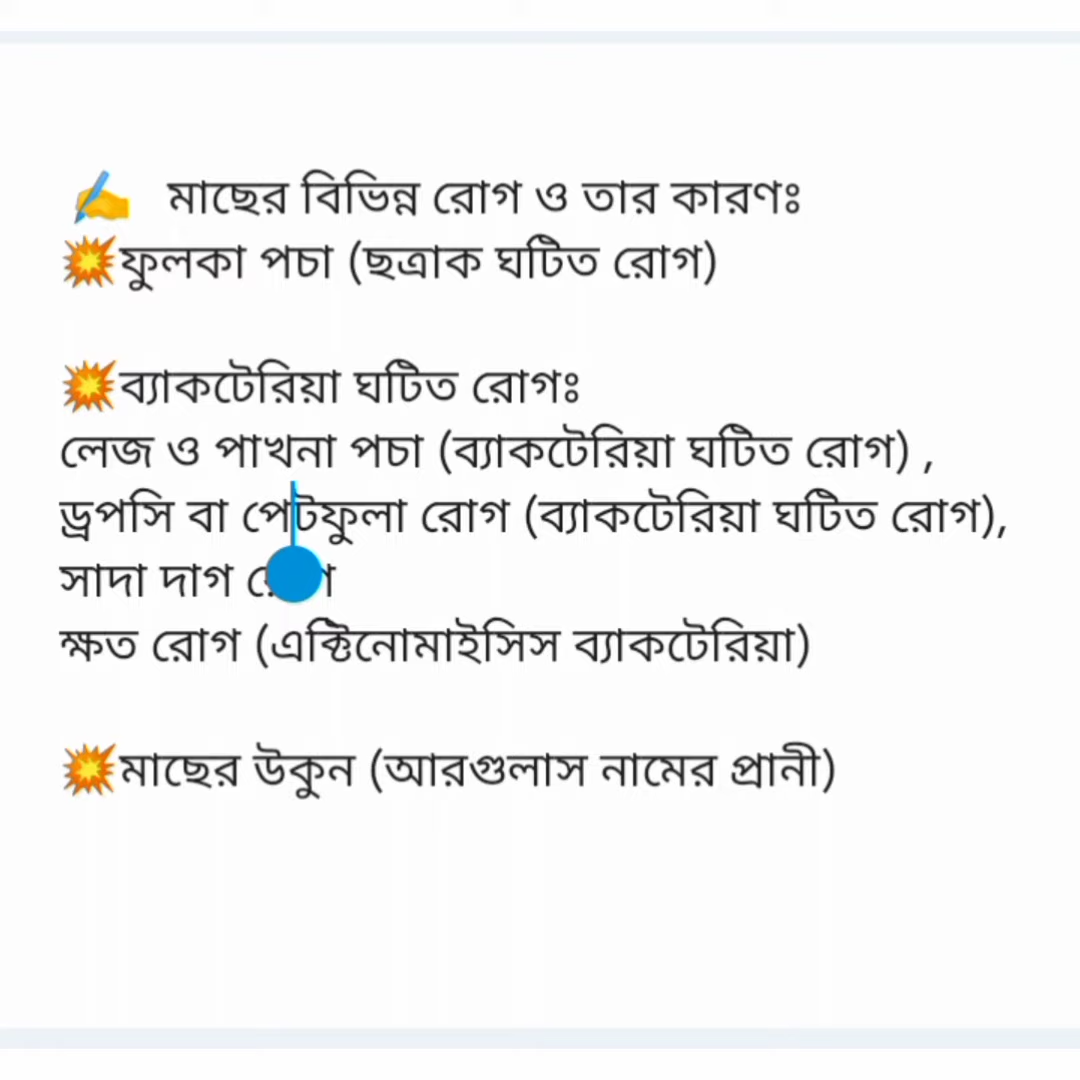 ✍️ মাছের বিভিন্ন রোগ ও তার কারণঃ
💥ফুলকা পচা (ছত্রাক ঘটিত রোগ)
💥ব্যাকটেরিয়া ঘটিত রোগঃ
লেজ ও পাখনা পচা (ব্যাকটেরিয়া ঘটিত রোগ) ,
ড্রপসি বা পেটফুলা রোগ (ব্যাকটেরিয়া ঘটিত রোগ),
সাদা দাগ
ক্ষত রোগ (এক্টিনোমাইসিস ব্যাকটেরিয়া)
💥মাছের উকুন (আরগুলাস নামের প্রানী)